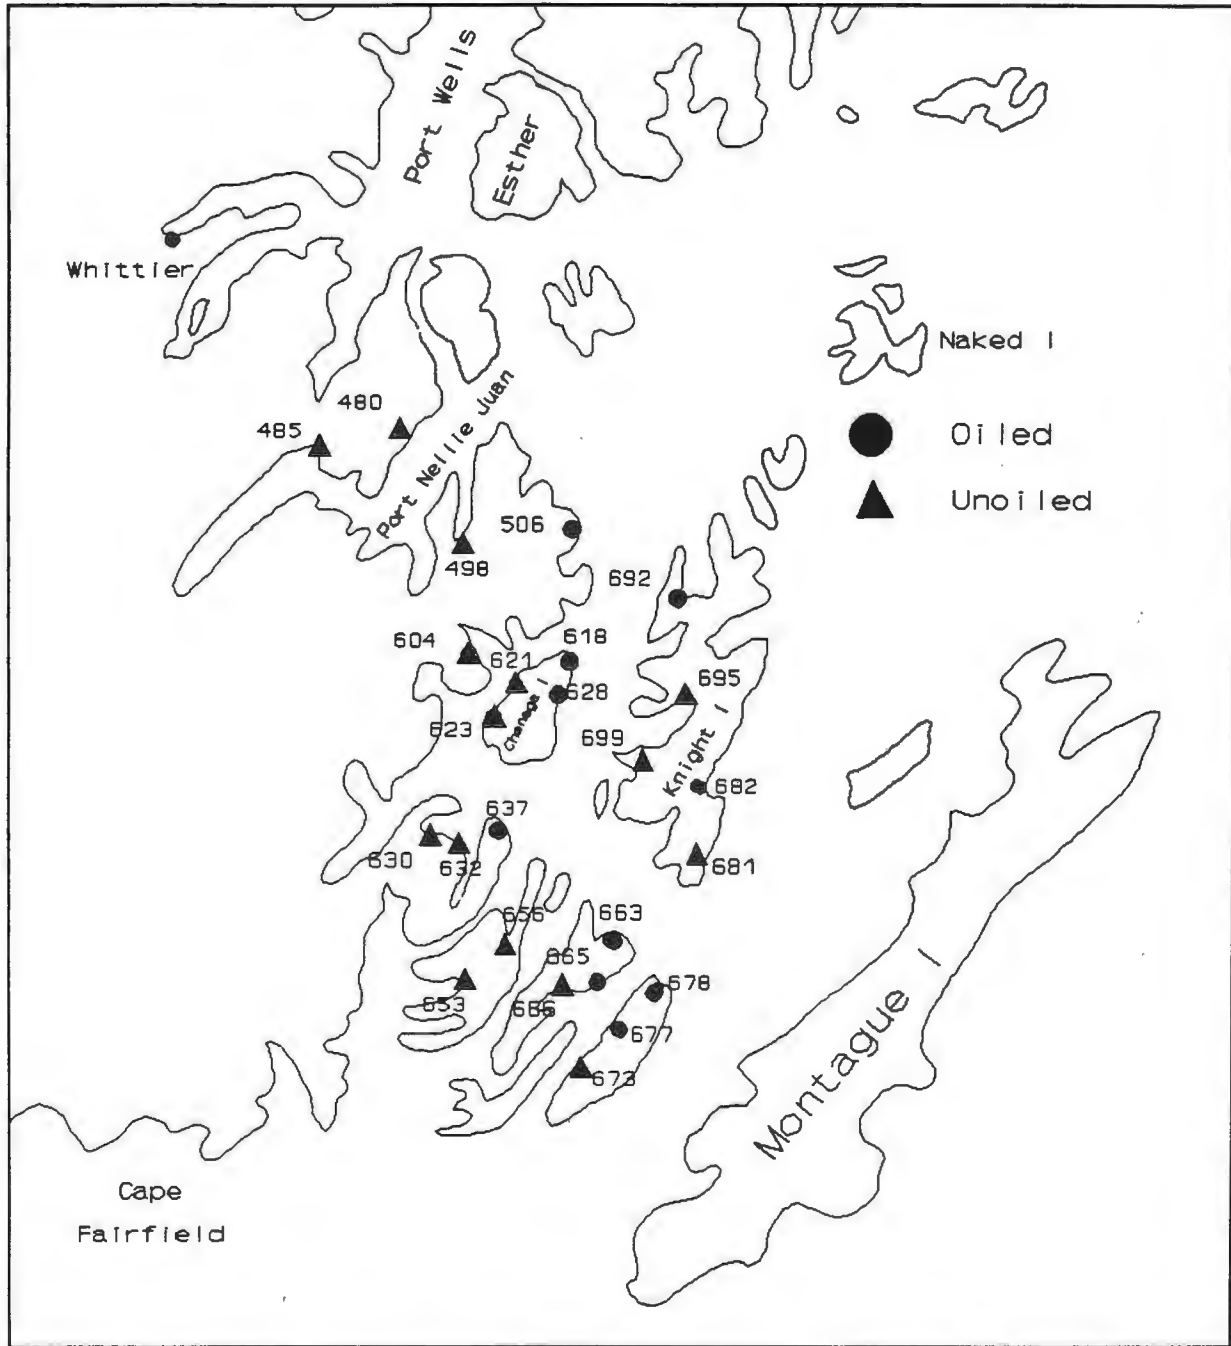 Port Wells
Esther
Whittier
Naked I
480
Port Nellie Juan
485
Oiled
Unoiled
506
498
692
604
618
621
695
628
Chenega I
623
699
Knight I
682
637
630
632
681
656
663
665
678
653
686
677
673
Montague I
Cape
Fairfield